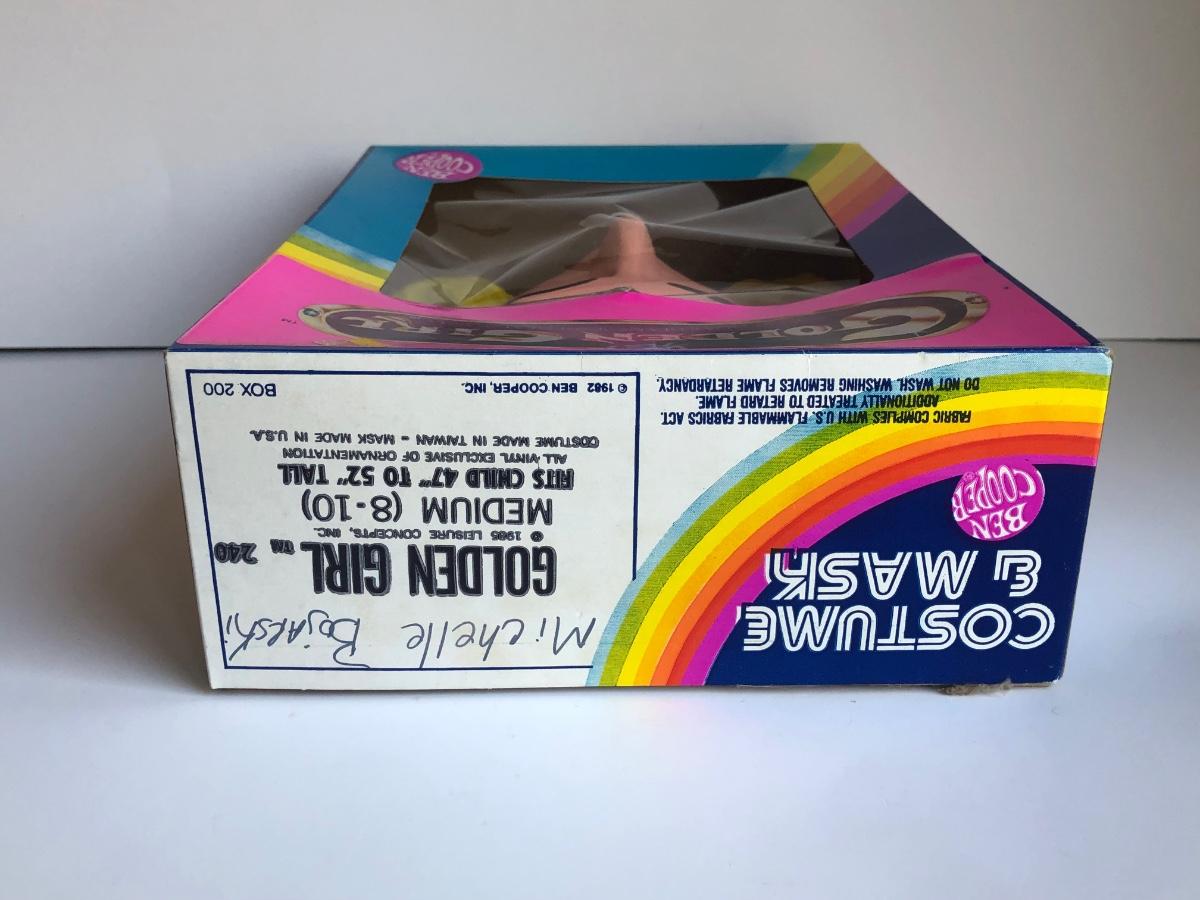 COSTUME
& MASK
BEN
COOPER
FABRIC COMPLIES WITH U.S. FLAMMABLE FABRICS ACT.
ADDITIONALLY TREATED TO RETARD FLAME.
DO NOT WASH. WASHING REMOVES FLAME RETARDANCY.
Michelle Bojarski
GOLDEN GIRL ™ 240
© 1985 LEISURE CONCEPTS, INC.
MEDIUM (8-10)
FITS CHILD 47" TO 52" TALL
ALL VINYL EXCLUSIVE OF ORNAMENTATION
COSTUME MADE IN TAIWAN - MASK MADE IN U.S.A.
© 1982 BEN COOPER, INC.
BOX 200
GOLDEN GIRL ™
BEN
COOPER